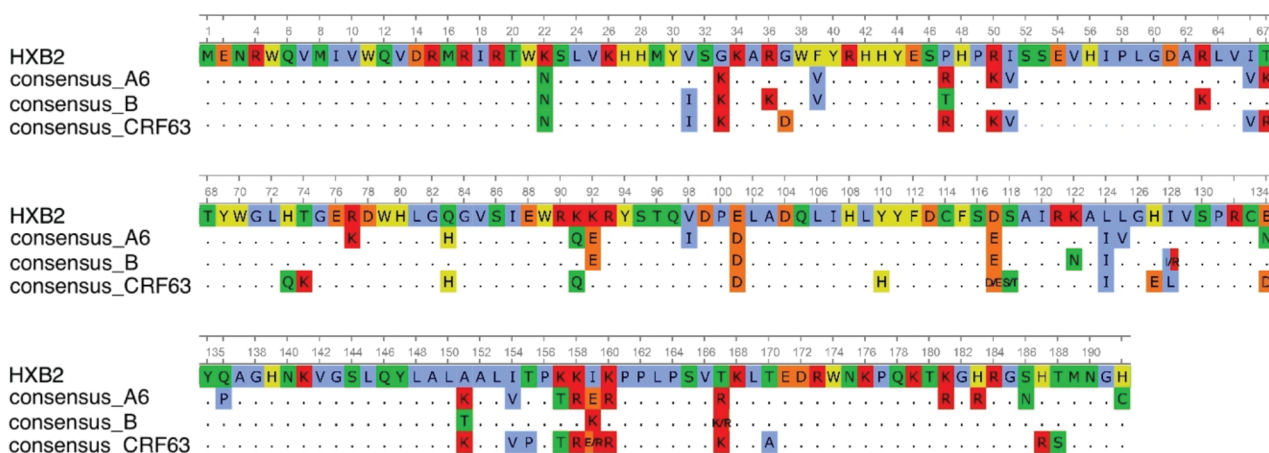 1 2 4 6 8 10 12 14 16 18 20 22 24 26 28 30 32 34 36 38 40 42 44 46 48 50 52 54 56 58 60 62 64 67
HXB2 MENRWQVMIVWQVDRMRIRTWKSLVKHHMYVSGKARGWFYRHHYESPHPRISSEVHIPLGDARLVIT
consensus_A6 .....................N..........K.....V.......R..KV..............VK
consensus_B .....................N........I.K..K..V.......T...............K....
consensus_CRF63 .....................N........I.K...D.........R..KV..............VR
68 70 72 74 76 78 80 82 84 86 88 90 92 94 96 98 100 102 104 106 108 110 112 114 116 118 120 122 124 126 128 130 134
HXB2 TYWGLHTGERDWHLGQGVSIEWRKKRYSTQVDPELADQLIHLYYFDCFSDSAIRKALLGHIVSPRCE
consensus_A6 .........K.....H.......QE.....I..D...............E......IV........N
consensus_B ........................E........D...............E....N.I...I/R......
consensus_CRF63 .....QK........H.......Q.........D........H......D/ES/T.....I..EL.....D
135 138 140 142 144 146 148 150 152 154 156 158 160 162 164 166 168 170 172 174 176 178 180 182 184 186 188 190
HXB2 YQAGHNKVGSLQYLALAALITPKKIKPPLPSVTKLTEDRWNKPQKTKGHRGSHTMNGH
consensus_A6 .P..............K..V..TRER......R.............R.R..N.....C
consensus_B ................T.......K.......K/R.........................
consensus_CRF63 ................K..VP.TRE/RR......K..A................RS....